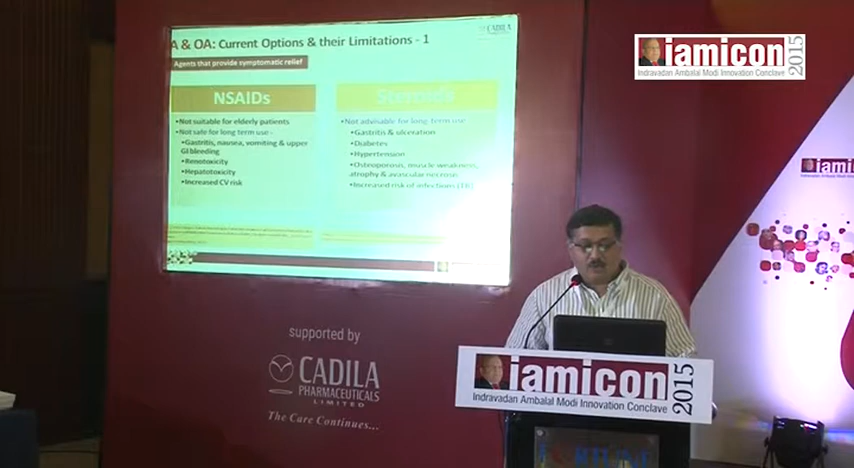 A & OA: Current Options & their Limitations - 1
CADILA
PHARMACEUTICALS
Agents that provide symptomatic relief
NSAIDs
•Not suitable for elderly patients
•Not safe for long term use -
•Gastritis, nausea, vomiting & upper
GI bleeding
•Renotoxicity
•Hepatotoxicity
•Increased CV risk
Steroids
•Not advisable for long term use
•Gastritis & ulceration
•Diabetes
•Hypertension
•Osteoporosis, muscle weakness,
atrophy & avascular necrosis
•Increased risk of infections (TB)
iamicon
2015
Indravadan Ambalal Modi Innovation Conclave
iamicon
supported by
CADILA
PHARMACEUTICALS
LIMITED
The Care Continues...
iamicon
2015
Indravadan Ambalal Modi Innovation Conclave
FORTUNE